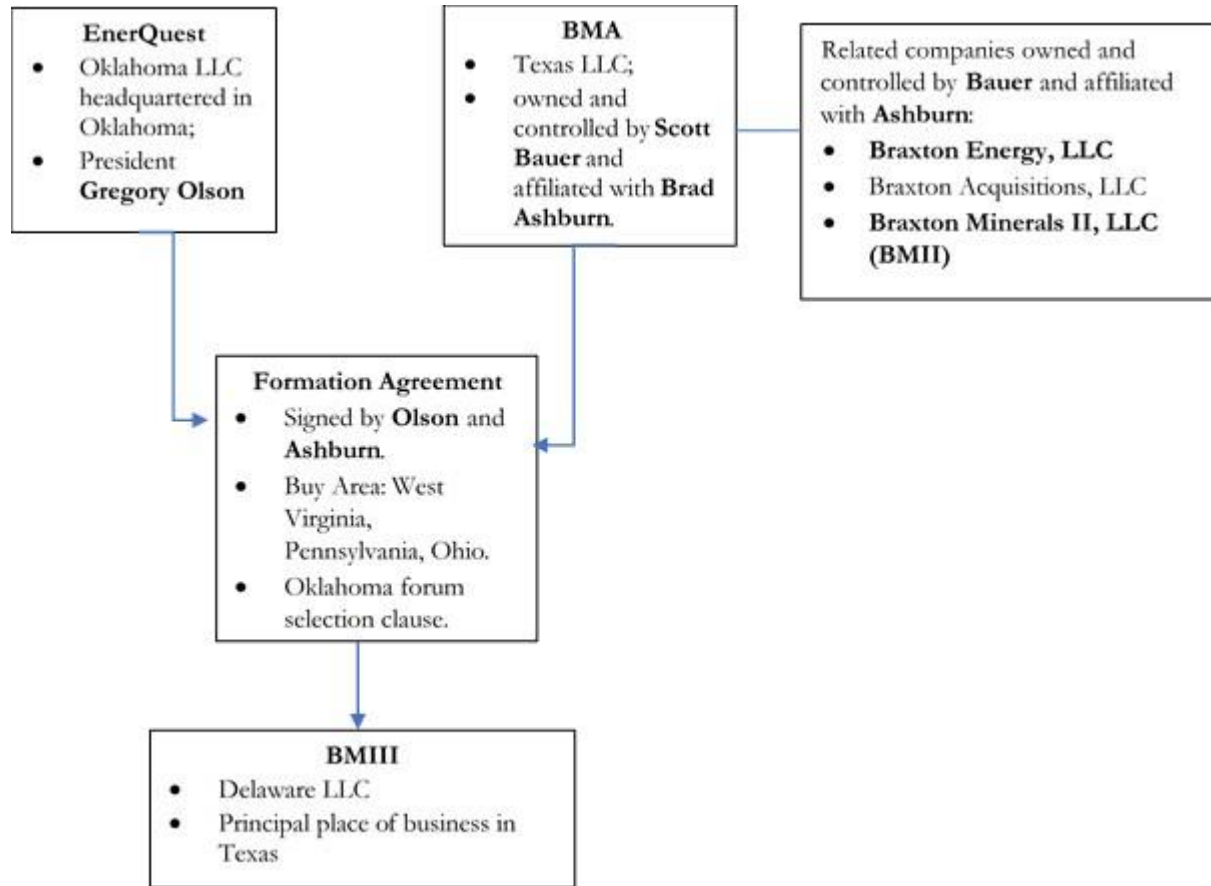 EnerQuest
• Oklahoma LLC
headquartered in
Oklahoma;
• President
Gregory Olson
BMA
• Texas LLC;
• owned and
controlled by Scott
Bauer and
affiliated with Brad
Ashburn.
Related companies owned and
controlled by Bauer and affiliated
with Ashburn:
• Braxton Energy, LLC
• Braxton Acquisitions, LLC
• Braxton Minerals II, LLC
(BMII)
Formation Agreement
• Signed by Olson and
Ashburn.
• Buy Area: West
Virginia,
Pennsylvania, Ohio.
• Oklahoma forum
selection clause.
BMIII
• Delaware LLC
• Principal place of business in
Texas